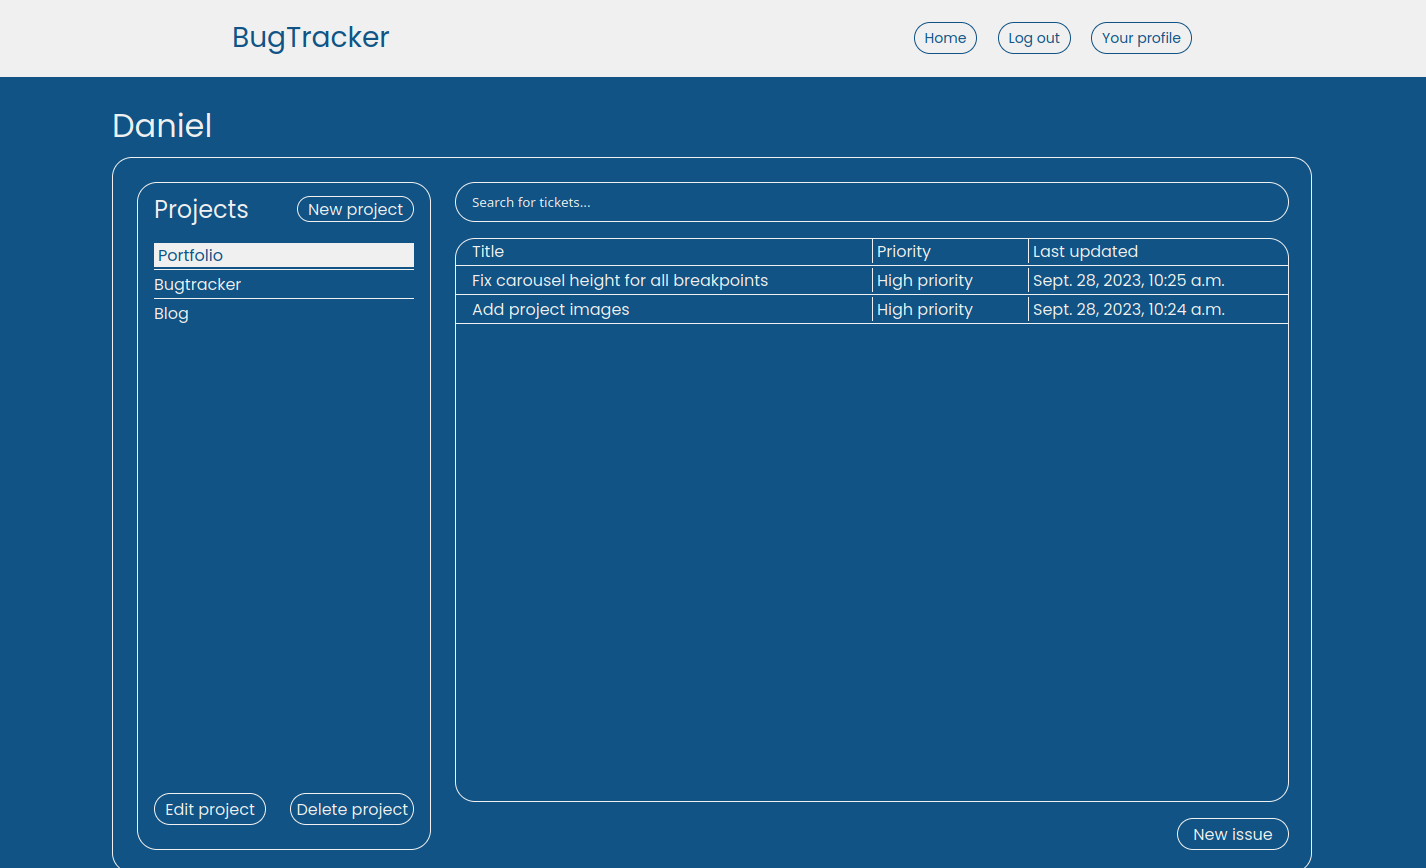 BugTracker
Home Log out Your profile
Daniel
Projects New project
Portfolio
Bugtracker
Blog
Edit project Delete project
Search for tickets...
Title Priority Last updated
Fix carousel height for all breakpoints High priority Sept. 28, 2023, 10:25 a.m.
Add project images High priority Sept. 28, 2023, 10:24 a.m.
New issue